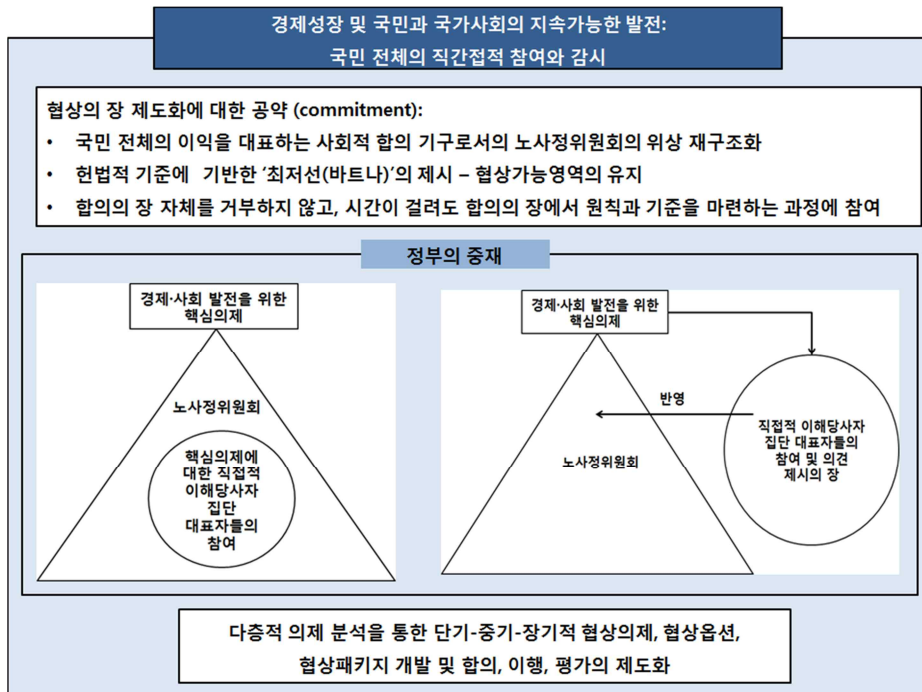 경제성장 및 국민과 국가사회의 지속가능한 발전:
국민 전체의 직간접적 참여와 감시
협상의 장 제도화에 대한 공약 (commitment):
• 국민 전체의 이익을 대표하는 사회적 합의 기구로서의 노사정위원회의 위상 재구조화
• 헌법적 기준에 기반한 ‘최저선(바트나)’의 제시 – 협상가능영역의 유지
• 합의의 장 자체를 거부하지 않고, 시간이 걸려도 합의의 장에서 원칙과 기준을 마련하는 과정에 참여
정부의 중재
경제·사회 발전을 위한
핵심의제
노사정위원회
핵심의제에
대한 직접적
이해당사자
집단
대표자들의
참여
경제·사회 발전을 위한
핵심의제
반영
노사정위원회
직접적 이해당사자
집단 대표자들의
참여 및 의견
제시의 장
다층적 의제 분석을 통한 단기-중기-장기적 협상의제, 협상옵션,
협상패키지 개발 및 합의, 이행, 평가의 제도화